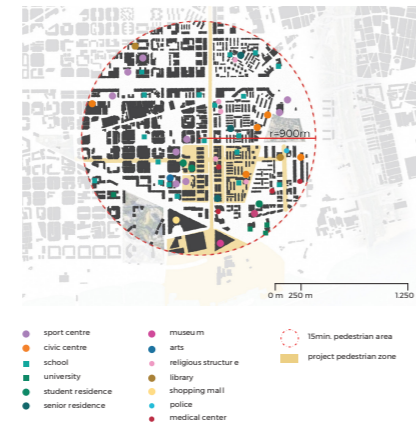 r=900m
0 m 250 m 1.250
sport centre
civic centre
school
university
student residence
senior residence
museum
arts
religious structure
library
shopping mall
police
medical center
15min. pedestrian area
project pedestrian zone